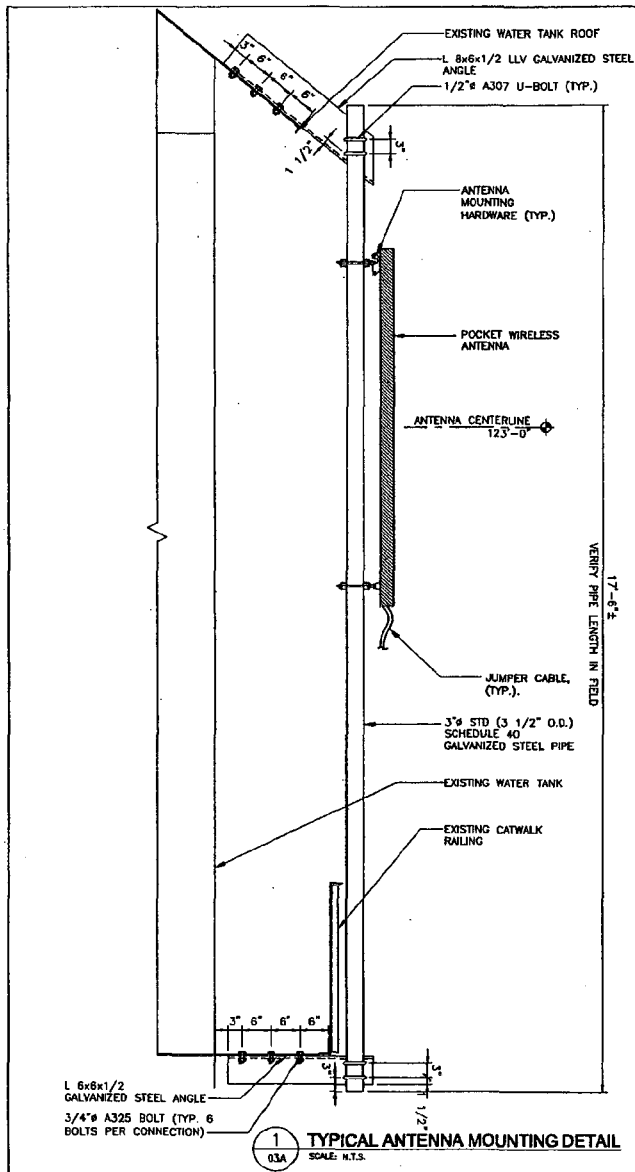 EXISTING WATER TANK ROOF
L 8x6x1/2 LLV GALVANIZED STEEL
ANGLE
1/2"ø A307 U-BOLT (TYP.)
3" 6" 6" 6"
1 1/2"
3"
ANTENNA
MOUNTING
HARDWARE (TYP.)
POCKET WIRELESS
ANTENNA
ANTENNA CENTERLINE
123'-0"
17'-6"±
VERIFY PIPE LENGTH IN FIELD
JUMPER CABLE,
(TYP.).
3"ø STD (3 1/2" O.D.)
SCHEDULE 40
GALVANIZED STEEL PIPE
EXISTING WATER TANK
EXISTING CATWALK
RAILING
3" 6" 6" 6"
3" 3"
1 1/2"
L 6x6x1/2
GALVANIZED STEEL ANGLE
3/4"ø A325 BOLT (TYP. 6
BOLTS PER CONNECTION)
1
03A
TYPICAL ANTENNA MOUNTING DETAIL
SCALE: N.T.S.